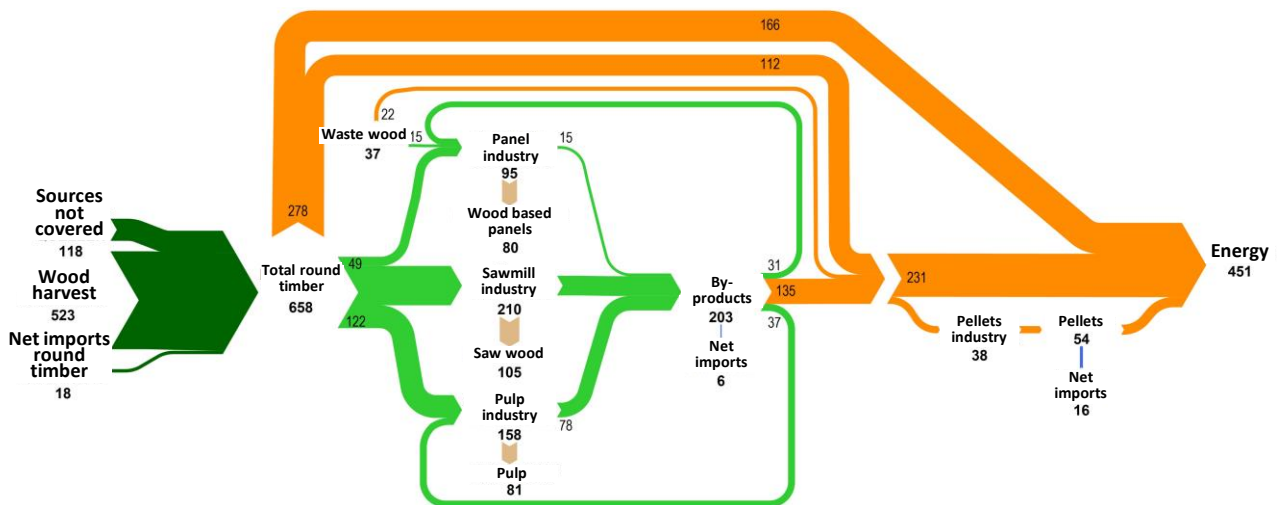 166
112
22
Waste wood
37
15
Panel
industry
95
15
Wood based
panels
80
Sources
not
covered
118
Wood
harvest
523
Net imports
round
timber
18
278
Total round
timber
658
49
122
Sawmill
industry
210
Saw wood
105
Pulp
industry
158
78
Pulp
81
By-
products
203
Net
imports
6
31
135
37
231
Pellets
industry
38
Pellets
54
Net
imports
16
Energy
451